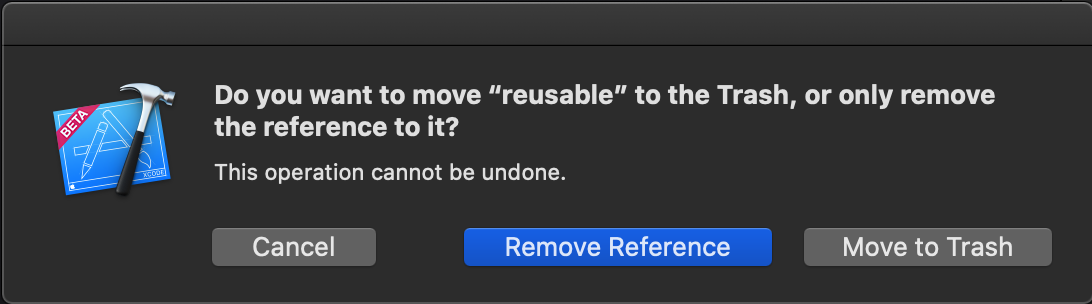 Do you want to move “reusable” to the Trash, or only remove
the reference to it?
This operation cannot be undone.
BETA
XCODE
Cancel
Remove Reference
Move to Trash